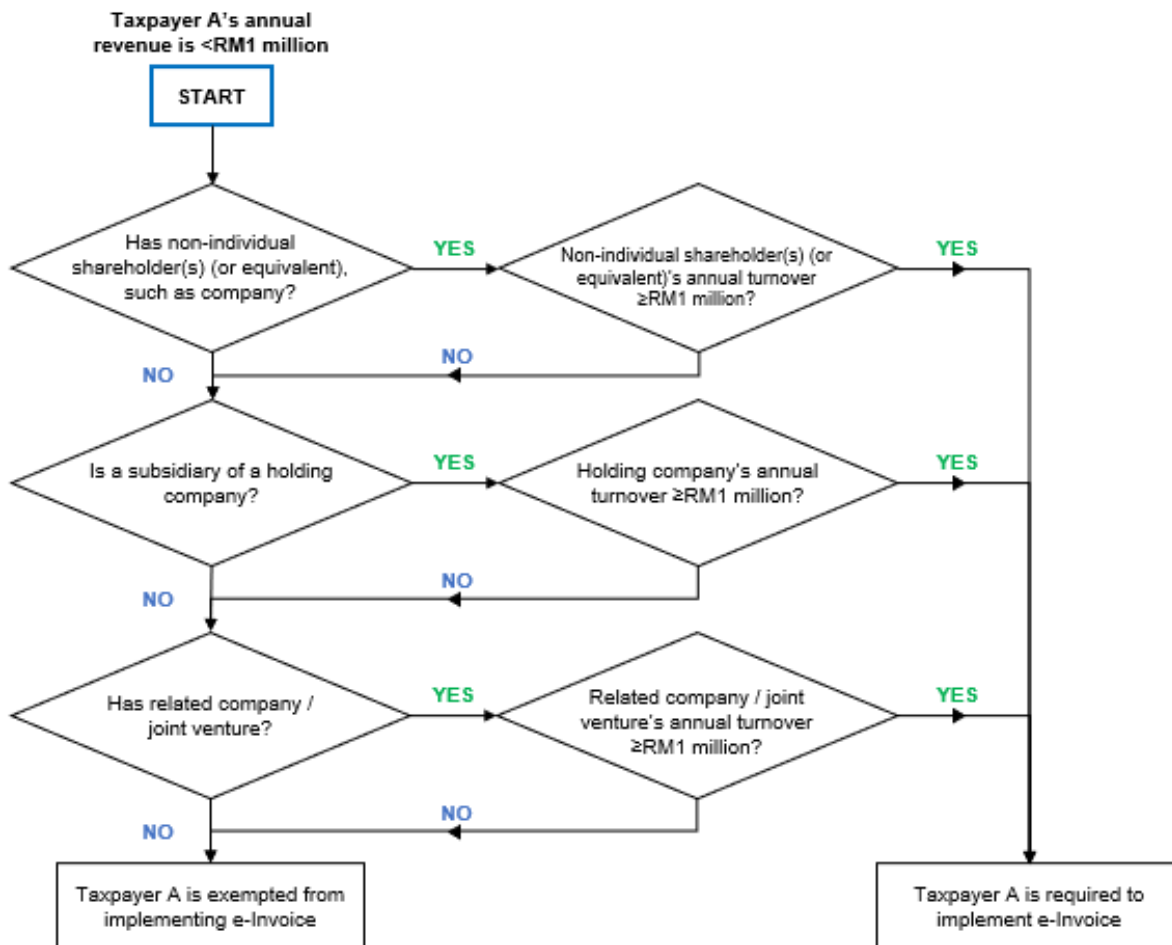 Taxpayer A's annual
revenue is <RM1 million
START
Has non-individual
shareholder(s) (or equivalent),
such as company?
YES
Non-individual shareholder(s) (or
equivalent)'s annual turnover
≥RM1 million?
YES
NO
NO
Is a subsidiary of a holding
company?
YES
Holding company's annual
turnover ≥RM1 million?
YES
NO
NO
Has related company /
joint venture?
YES
Related company / joint
venture's annual turnover
≥RM1 million?
YES
NO
NO
Taxpayer A is exempted from
implementing e-Invoice
Taxpayer A is required to
implement e-Invoice